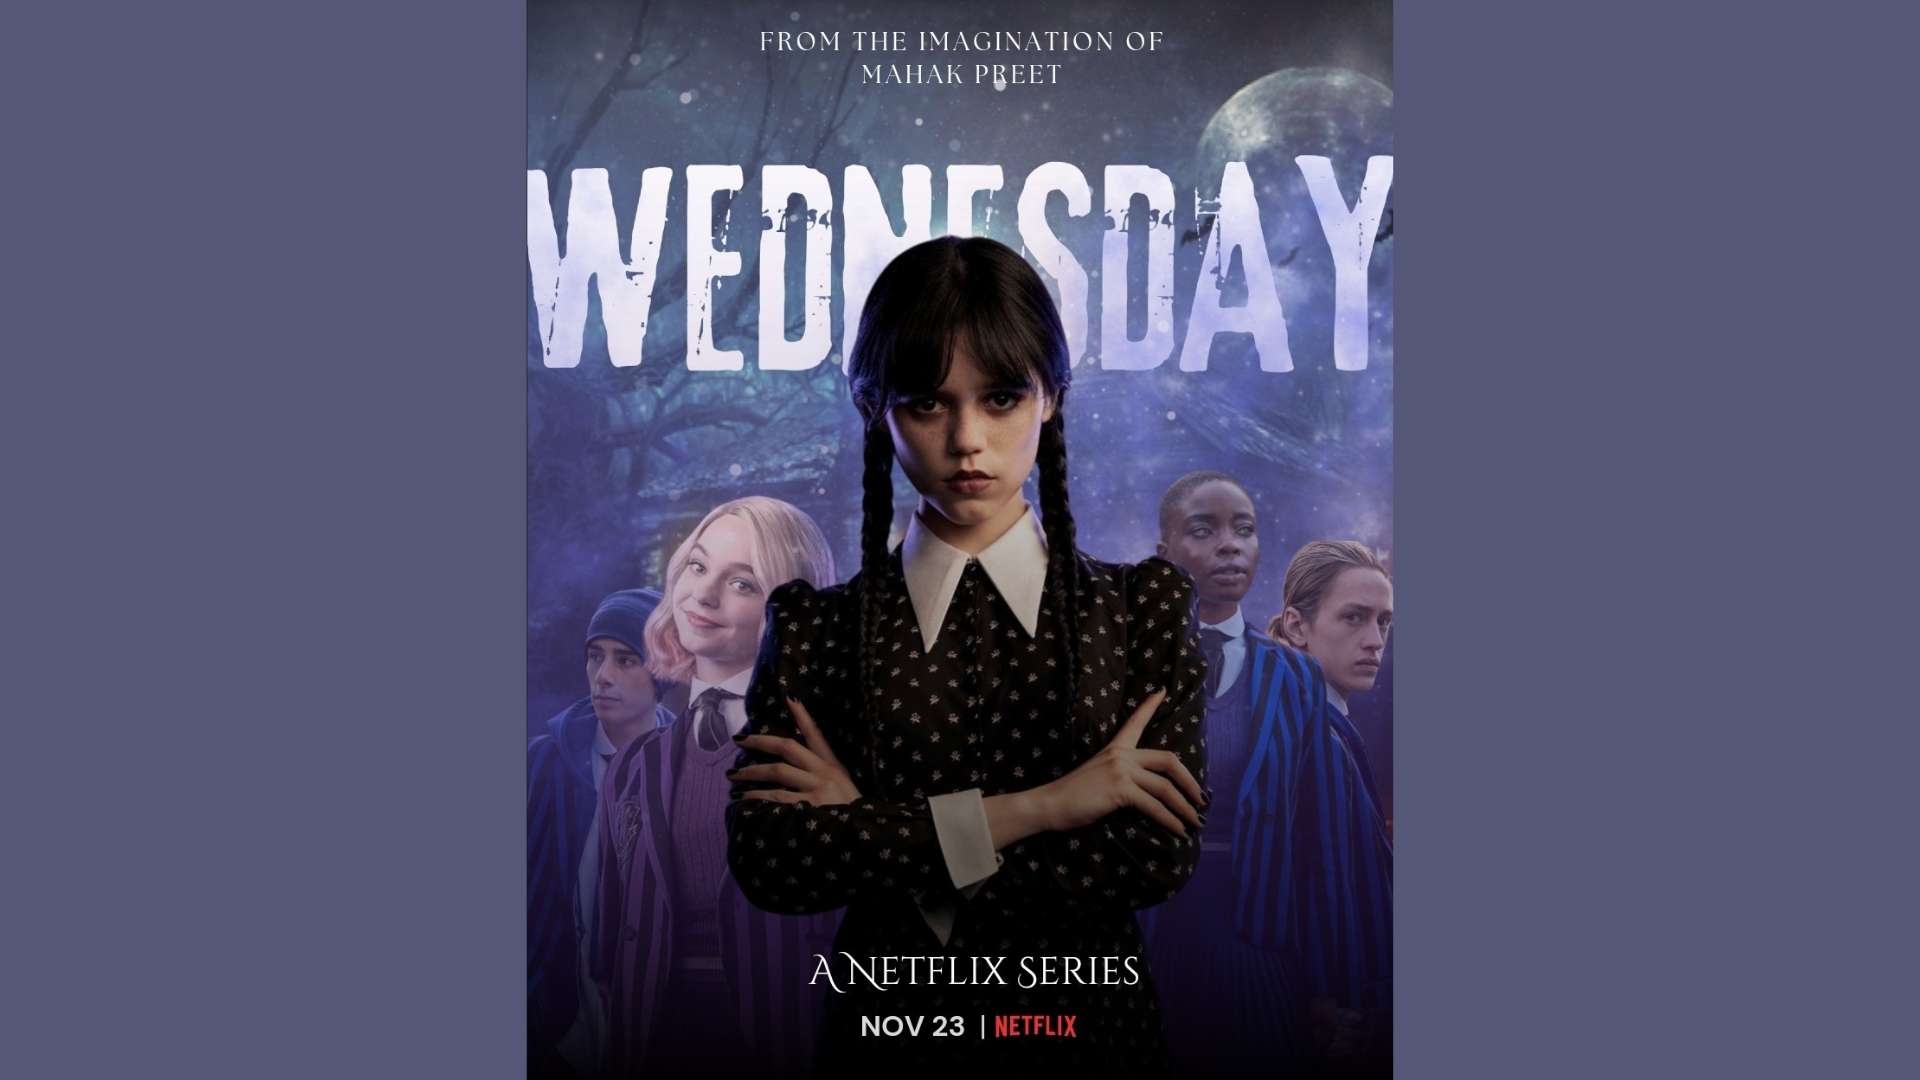 FROM THE IMAGINATION OF
MAHAK PREET
WEDNESDAY
A NETFLIX SERIES
NOV 23 | NETFLIX